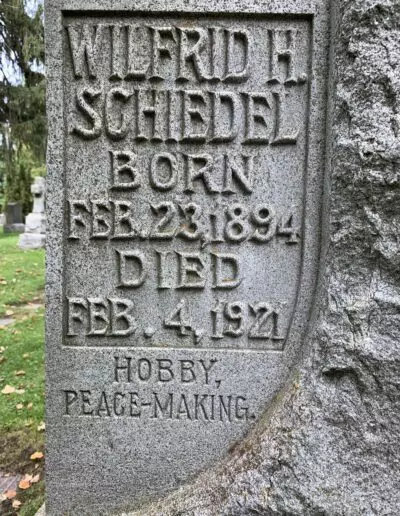 WILFRID H.
SCHIEDEL
BORN
FEB. 23, 1894
DIED
FEB. 4, 1921
HOBBY,
PEACE-MAKING.